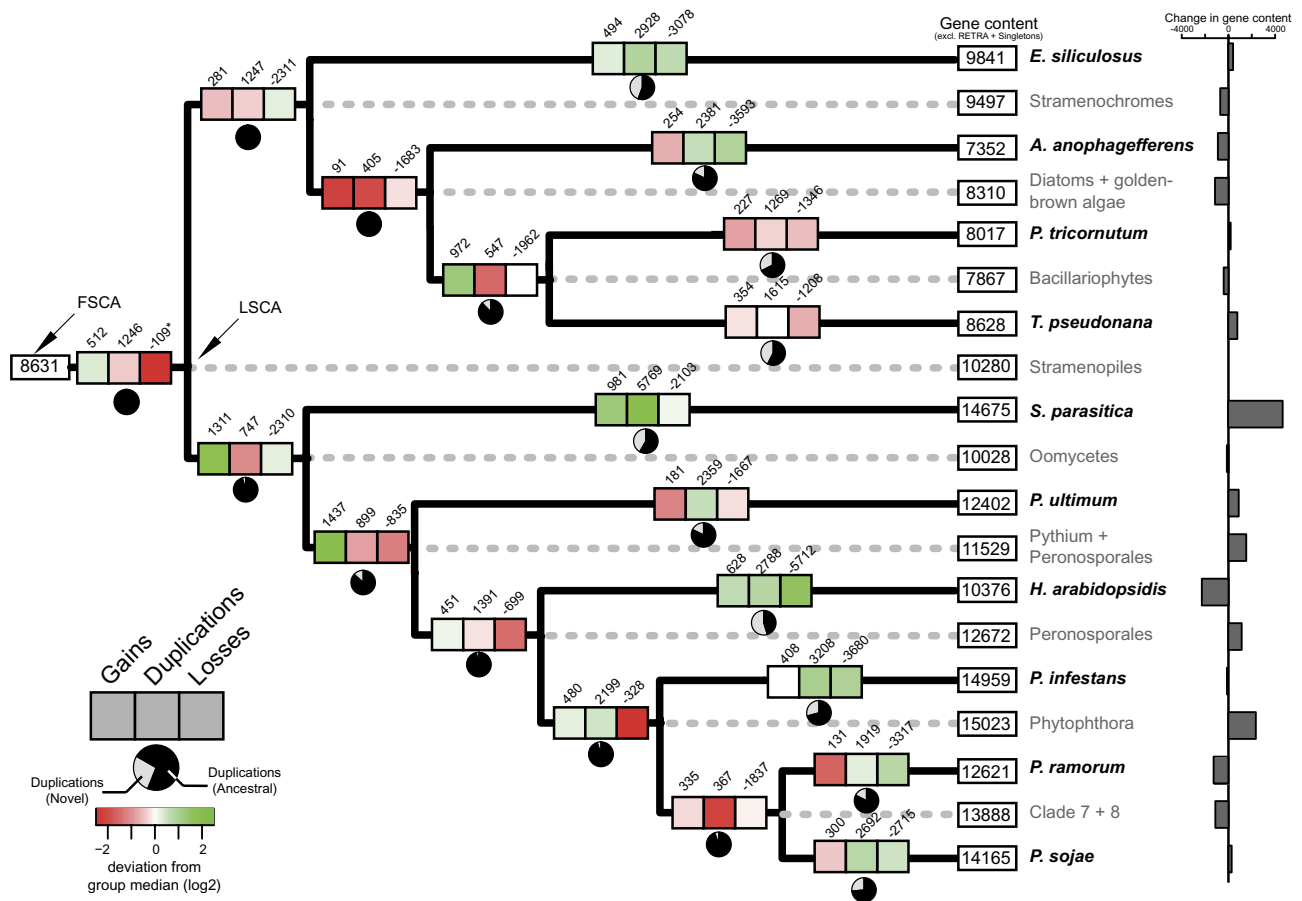 Gene content
(excl. RETRA + Singletons)
Change in gene content
-4000 0 4000
494 2928 -3078
9841 E. siliculosus
281 1247 -2311
9497 Stramenochromes
254 2381 -3593
7352 A. anophagefferens
91 405 -1683
8310 Diatoms + golden-
brown algae
227 1269 -1346
8017 P. tricornutum
972 547 -1962
7867 Bacillariophytes
354 1615 -1208
8628 T. pseudonana
FSCA
LSCA
8631
512 1246 -109*
10280 Stramenopiles
981 5769 -2103
14675 S. parasitica
1311 747 -2310
10028 Oomycetes
181 2359 -1667
12402 P. ultimum
1437 899 -835
11529 Pythium +
Peronosporales
628 2788 -5712
10376 H. arabidopsidis
451 1391 -699
12672 Peronosporales
408 3208 -3680
14959 P. infestans
480 2199 -328
15023 Phytophthora
131 1919 -3317
12621 P. ramorum
335 367 -1837
13888 Clade 7 + 8
300 2692 -2715
14165 P. sojae
Gains
Duplications
Losses
Duplications
(Novel)
Duplications
(Ancestral)
−2 0 2
deviation from
group median (log2)